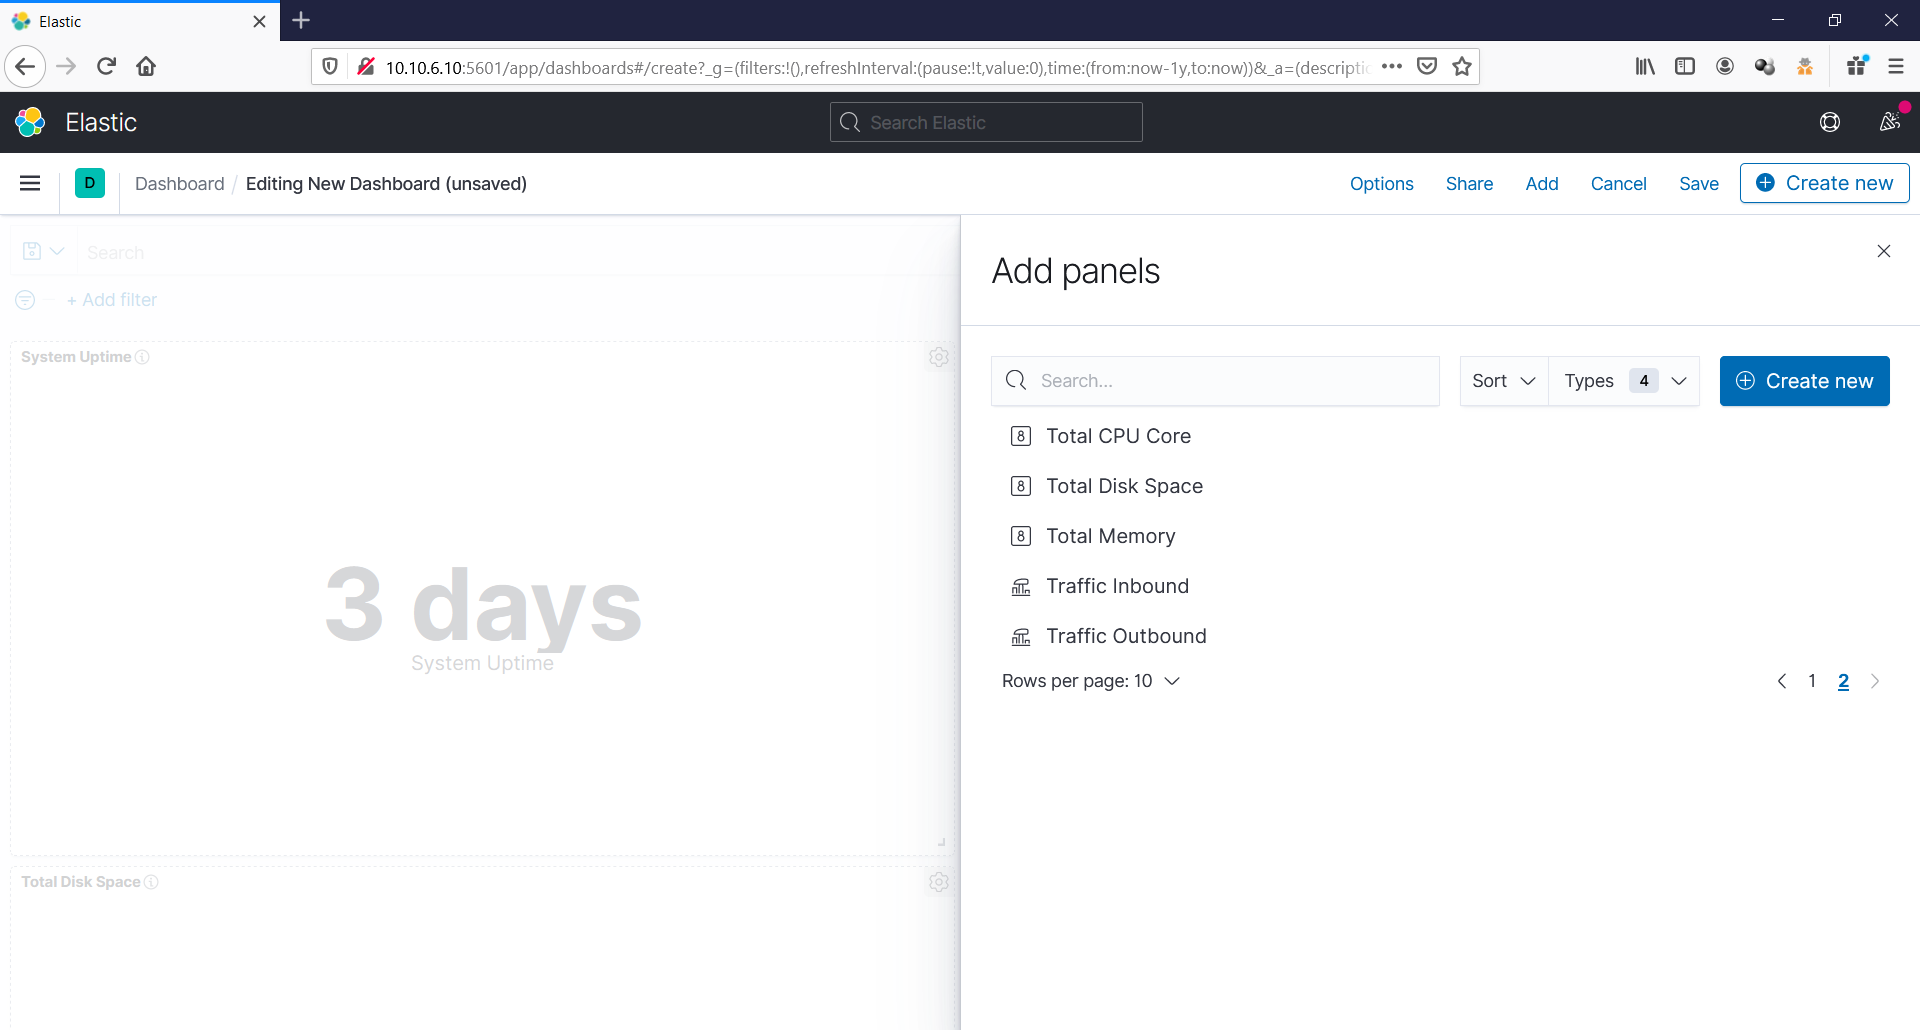 Elastic
10.10.6.10:5601/app/dashboards#/create?_g=(filters:!(),refreshInterval:(pause:!t,value:0),time:(from:now-1y,to:now))&_a=(descriptic
Elastic
Search Elastic
D
Dashboard / Editing New Dashboard (unsaved)
Options
Share
Add
Cancel
Save
Create new
Search
+ Add filter
System Uptime
3 days
System Uptime
Total Disk Space
Add panels
Search...
Sort
Types 4
Create new
8 Total CPU Core
8 Total Disk Space
8 Total Memory
Traffic Inbound
Traffic Outbound
Rows per page: 10
1 2